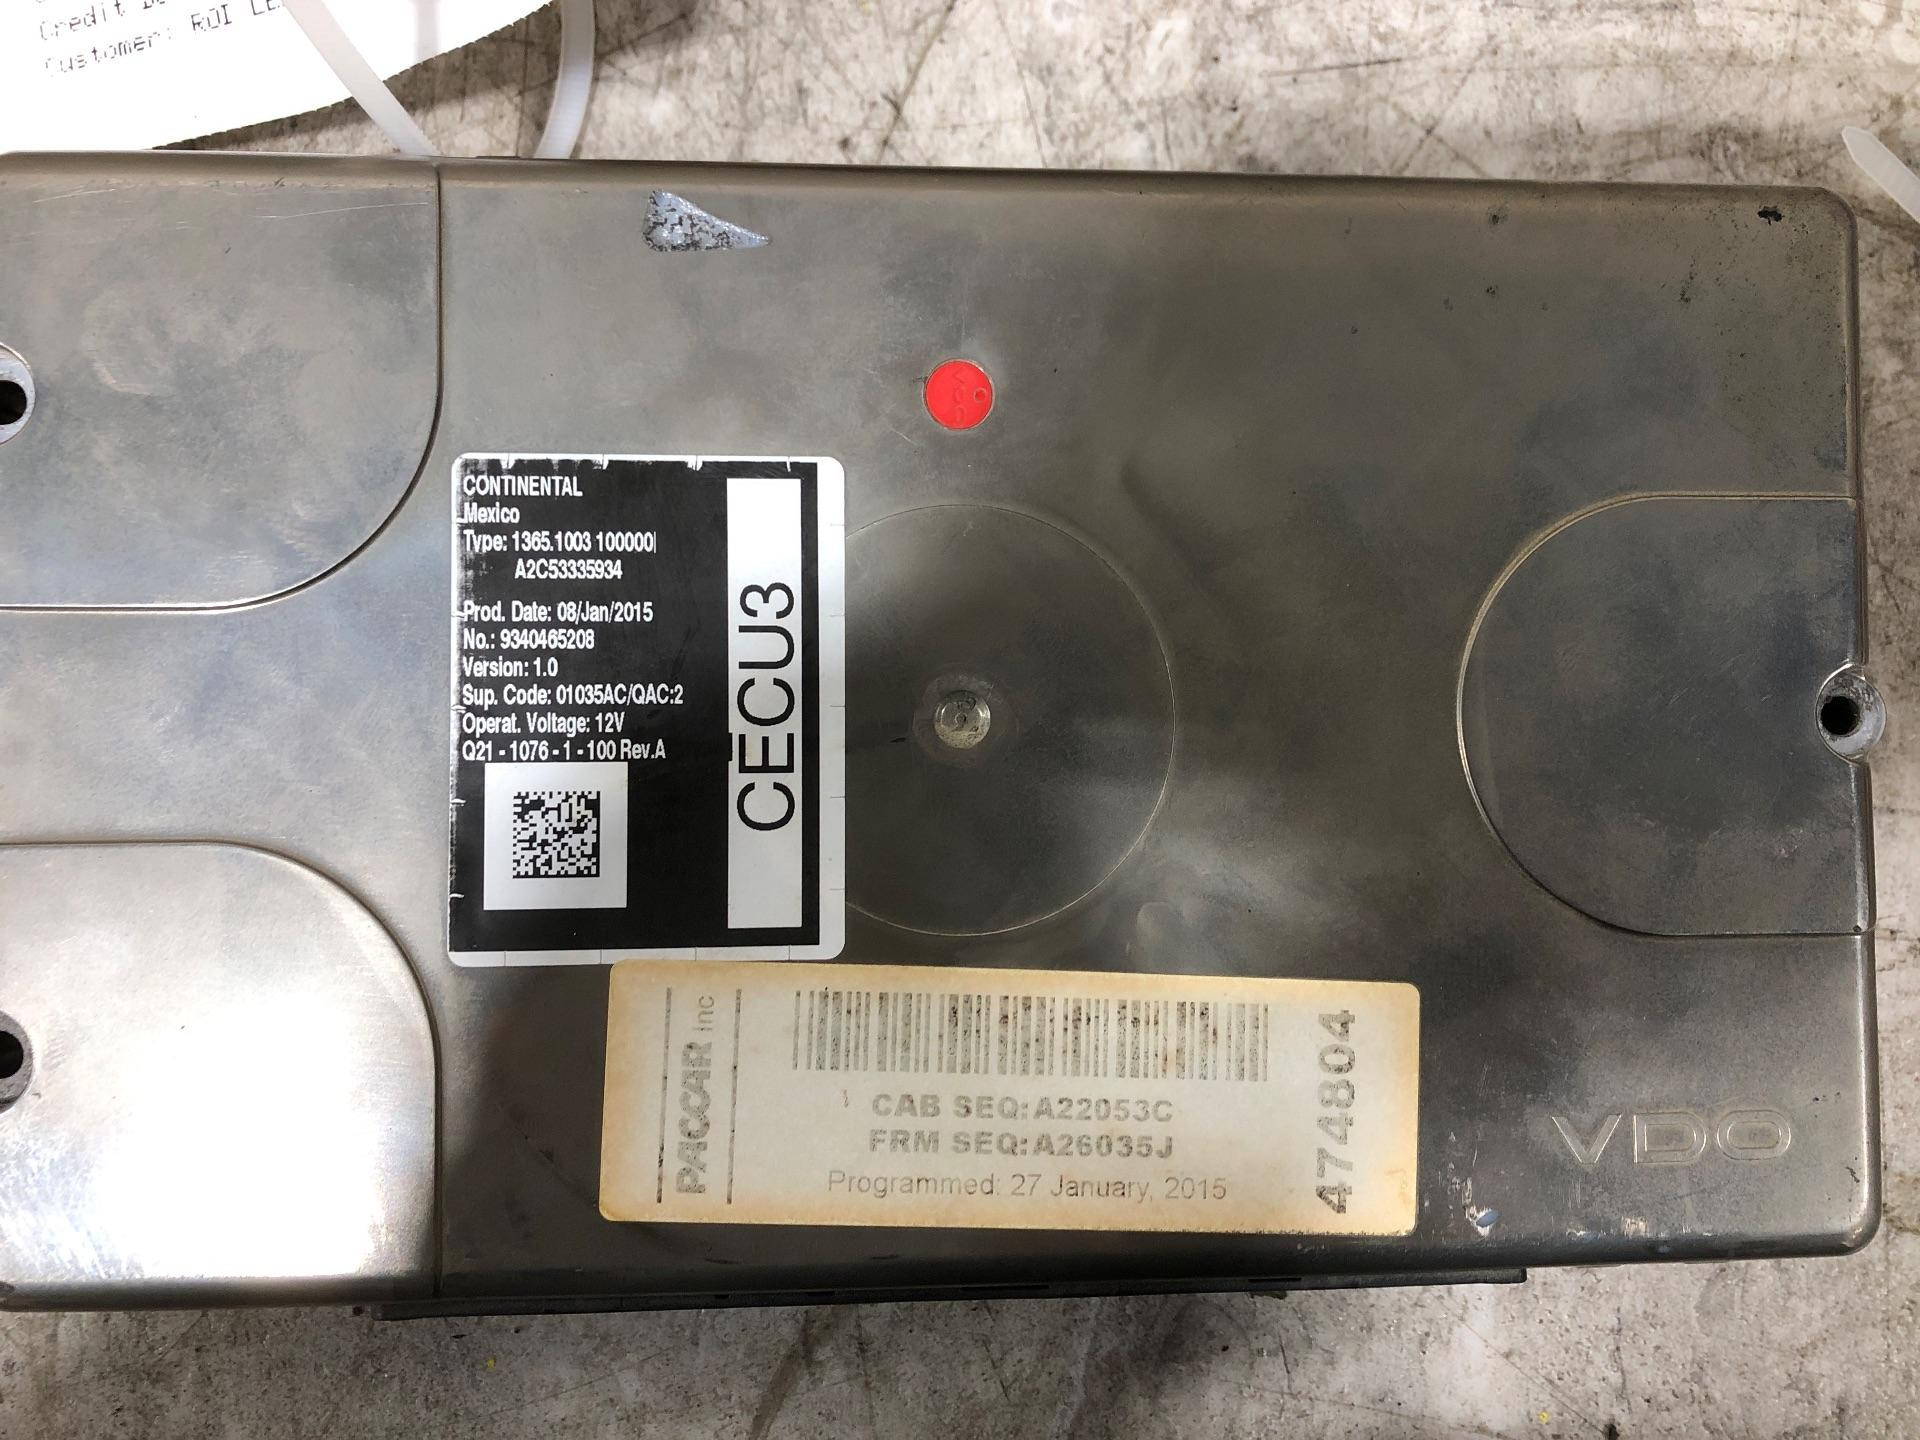 Credit
Customer: ROI
VDO
CONTINENTAL
Mexico
Type: 1365.1003 100000
A2C53335934
Prod. Date: 08/Jan/2015
No.: 9340465208
Version: 1.0
Sup. Code: 01035AC/QAC:2
Operat. Voltage: 12V
Q21 - 1076 - 1 - 100 Rev.A
CECU3
PACCAR Inc
CAB SEQ: A22053C
FRM SEQ: A26035J
Programmed: 27 January, 2015
474804
VDO